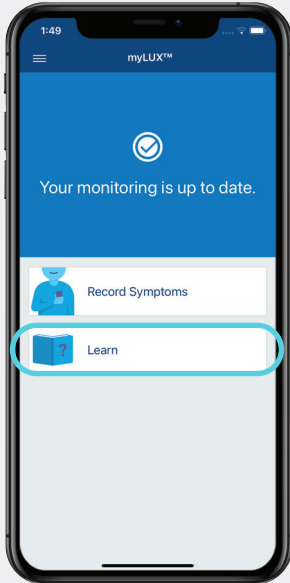 1:49
myLUX™
Your monitoring is up to date.
Record Symptoms
?
Learn